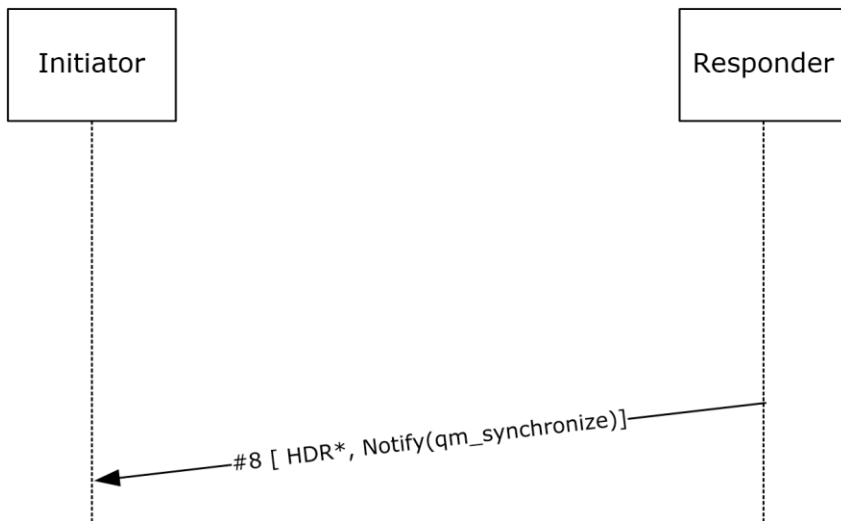 Initiator
Responder
#8 [ HDR*, Notify(qm_synchronize)]